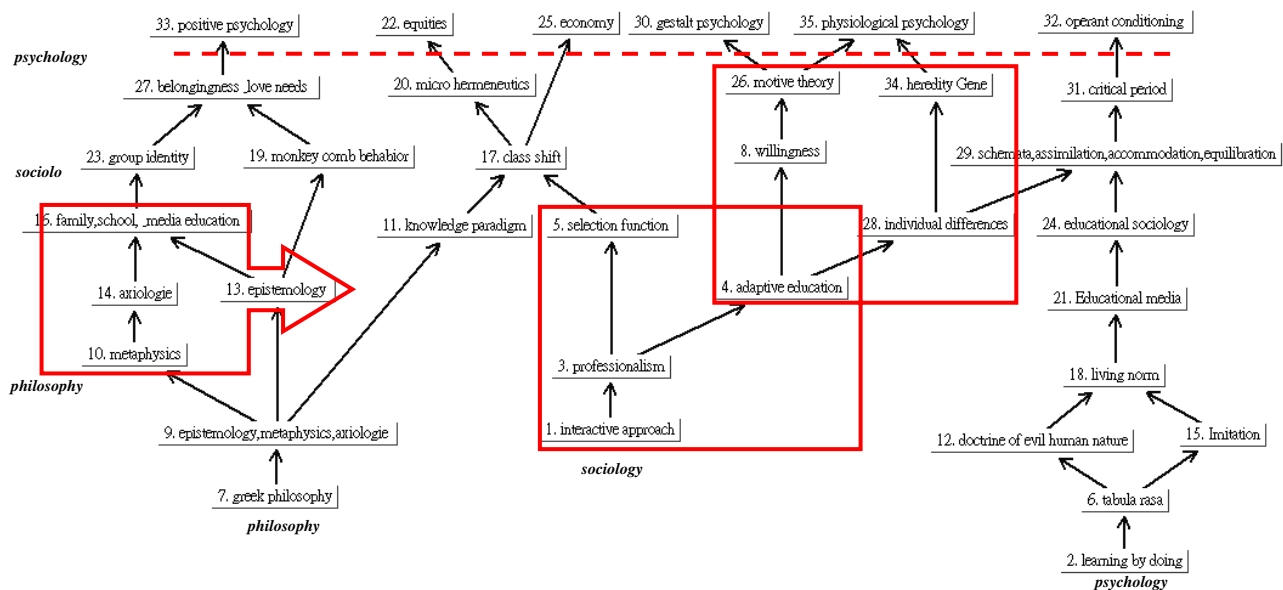 33. positive psychology
22. equities
25. economy
30. gestalt psychology
35. physiological psychology
32. operant conditioning
psychology
27. belongingness ,love needs
20. micro hermeneutics
26. motive theory
34. heredity Gene
31. critical period
23. group identity
19. monkey comb behabior
17. class shift
8. willingness
29. schemata,assimilation,accommodation,equilibration
sociolo
16. family,school, ,media education
11. knowledge paradigm
5. selection function
28. individual differences
24. educational sociology
14. axiologie
13. epistemology
4. adaptive education
21. Educational media
10. metaphysics
3. professionalism
philosophy
18. living norm
9. epistemology,metaphysics,axiologie
1. interactive approach
12. doctrine of evil human nature
15. Imitation
sociology
7. greek philosophy
6. tabula rasa
philosophy
2. learning by doing
psychology